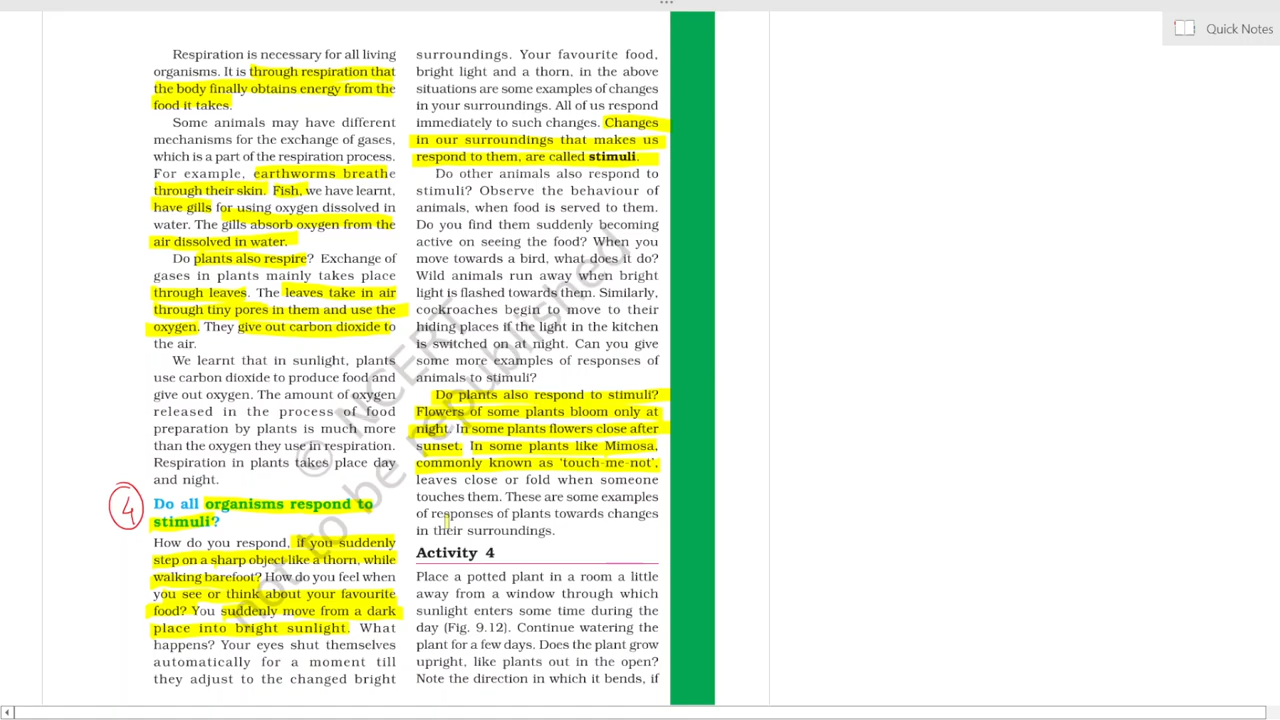 Quick Notes
Respiration is necessary for all living
organisms. It is through respiration that
the body finally obtains energy from the
food it takes.
Some animals may have different
mechanisms for the exchange of gases,
which is a part of the respiration process.
For example, earthworms breathe
through their skin. Fish, we have learnt,
have gills for using oxygen dissolved in
water. The gills absorb oxygen from the
air dissolved in water.
Do plants also respire? Exchange of
gases in plants mainly takes place
through leaves. The leaves take in air
through tiny pores in them and use the
oxygen. They give out carbon dioxide to
the air.
We learnt that in sunlight, plants
use carbon dioxide to produce food and
give out oxygen. The amount of oxygen
released in the process of food
preparation by plants is much more
than the oxygen they use in respiration.
Respiration in plants takes place day
and night.
4
Do all organisms respond to
stimuli?
How do you respond, if you suddenly
step on a sharp object like a thorn, while
walking barefoot? How do you feel when
you see or think about your favourite
food? You suddenly move from a dark
place into bright sunlight. What
happens? Your eyes shut themselves
automatically for a moment till
they adjust to the changed bright
surroundings. Your favourite food,
bright light and a thorn, in the above
situations are some examples of changes
in your surroundings. All of us respond
immediately to such changes. Changes
in our surroundings that makes us
respond to them, are called stimuli.
Do other animals also respond to
stimuli? Observe the behaviour of
animals, when food is served to them.
Do you find them suddenly becoming
active on seeing the food? When you
move towards a bird, what does it do?
Wild animals run away when bright
light is flashed towards them. Similarly,
cockroaches begin to move to their
hiding places if the light in the kitchen
is switched on at night. Can you give
some more examples of responses of
animals to stimuli?
Do plants also respond to stimuli?
Flowers of some plants bloom only at
night. In some plants flowers close after
sunset. In some plants like Mimosa,
commonly known as 'touch-me-not',
leaves close or fold when someone
touches them. These are some examples
of responses of plants towards changes
in their surroundings.
Activity 4
Place a potted plant in a room a little
away from a window through which
sunlight enters some time during the
day (Fig. 9.12). Continue watering the
plant for a few days. Does the plant grow
upright, like plants out in the open?
Note the direction in which it bends, if
© NCERT
not to be republished